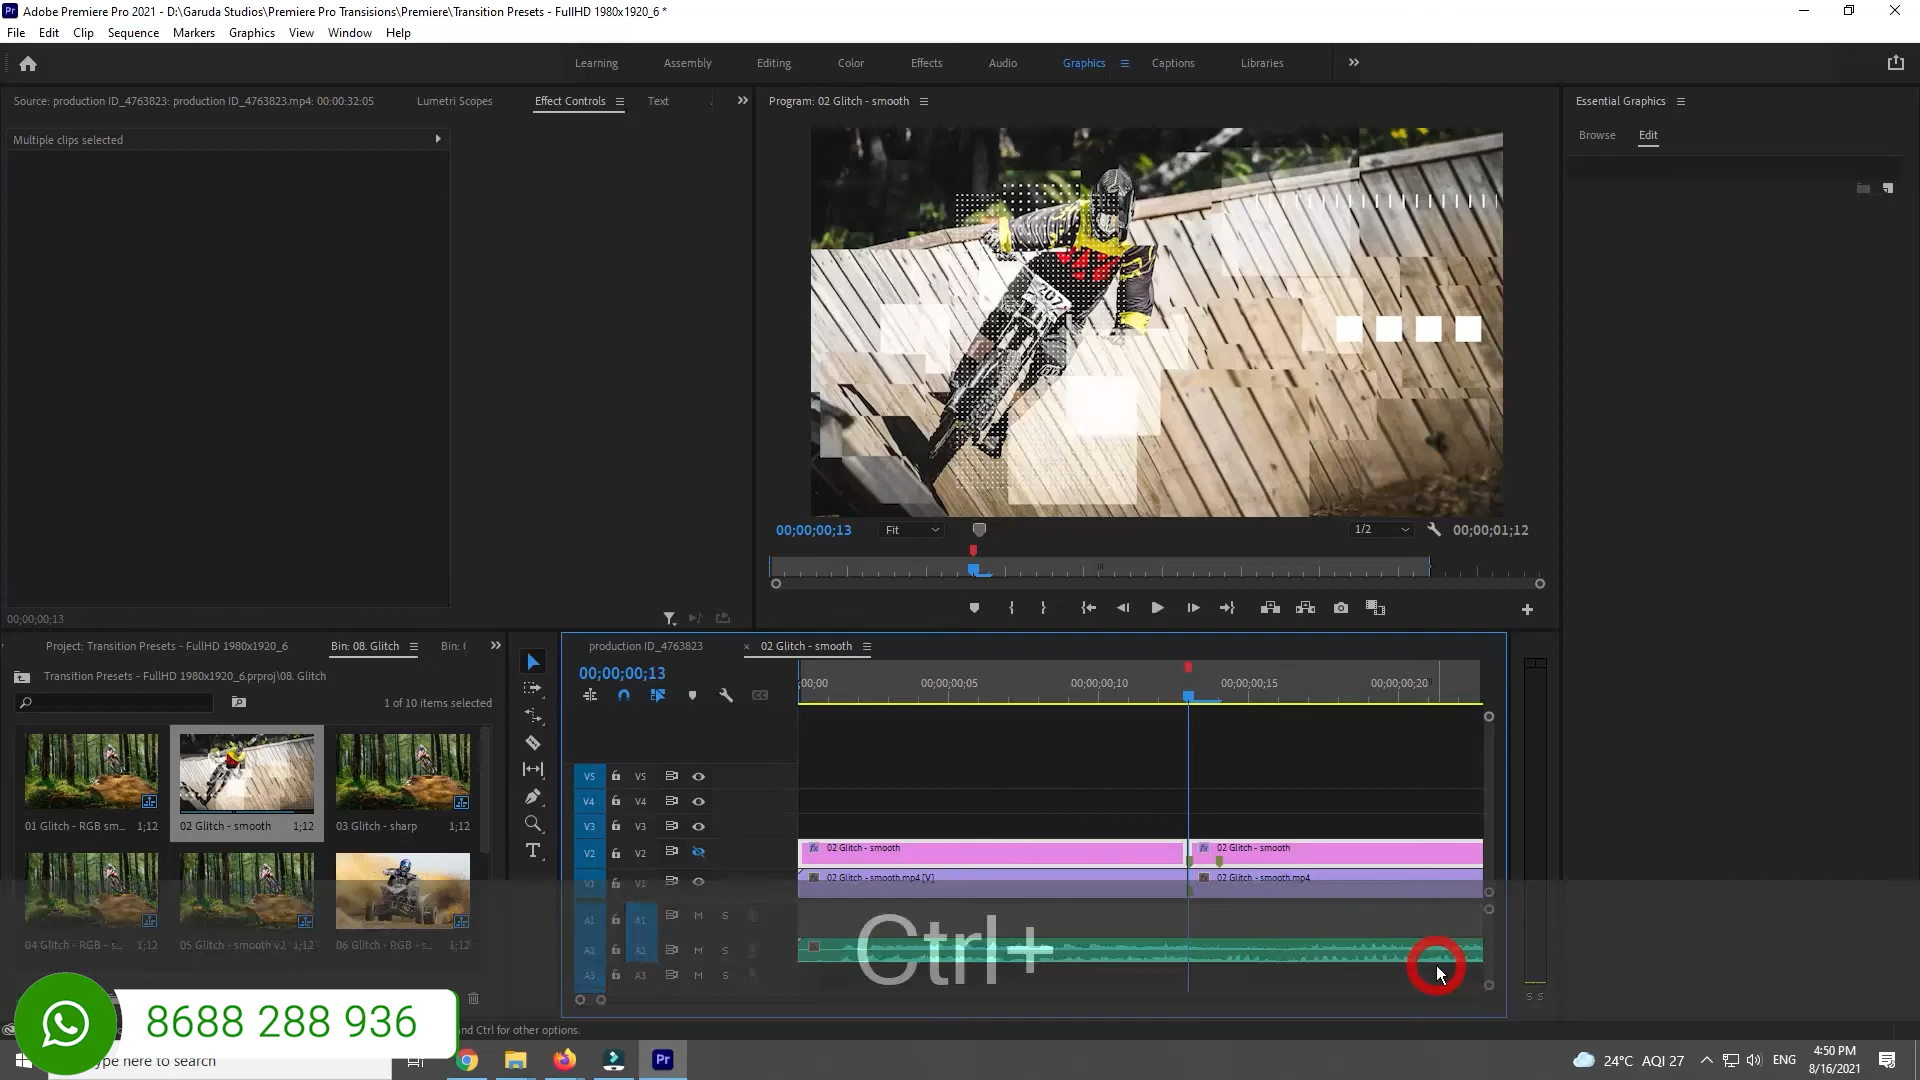 Adobe Premiere Pro 2021 - D:\Garuda Studios\Premiere Pro Transisions\Premiere\Transition Presets - FullHD 1980x1920_6 *
File Edit Clip Sequence Markers Graphics View Window Help
Learning Assembly Editing Color Effects Audio Graphics Captions Libraries
Source: production ID_4763823: production ID_4763823.mp4: 00:00:32:05 Lumetri Scopes Effect Controls Text
Program: 02 Glitch - smooth
Essential Graphics
Browse Edit
Multiple clips selected
207
00;00;00;13 Fit 1/2 00;00;01;12
00;00;00;13
Project: Transition Presets - FullHD 1980x1920_6 Bin: 08. Glitch Bin: (
Transition Presets - FullHD 1980x1920_6.prproj\08. Glitch
1 of 10 items selected
01 Glitch - RGB sm... 1;12 02 Glitch - smooth 1;12 03 Glitch - sharp 1;12
04 Glitch - RGB - s... 1;12 05 Glitch - smooth v2 1;12 06 Glitch - RGB - s... 1;12
production ID_4763823 × 02 Glitch - smooth
00;00;00;13
;00;00 00;00;00;05 00;00;00;10 00;00;00;15 00;00;00;20
V5 V5
V4 V4
V3 V3
V2 V2 02 Glitch - smooth 02 Glitch - smooth
V1 V1 02 Glitch - smooth.mp4 [V] 02 Glitch - smooth.mp4
A1 A1 M S
A2 A2 M S
A3 A3 M S
Ctrl+
S S
8688 288 936
and Ctrl for other options.
ype here to search
Pr
24°C AQI 27 ENG
4:50 PM
8/16/2021